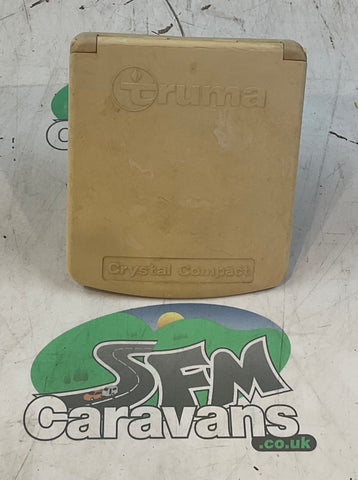 truma
Crystal Compact
SFM
Caravans
.co.uk